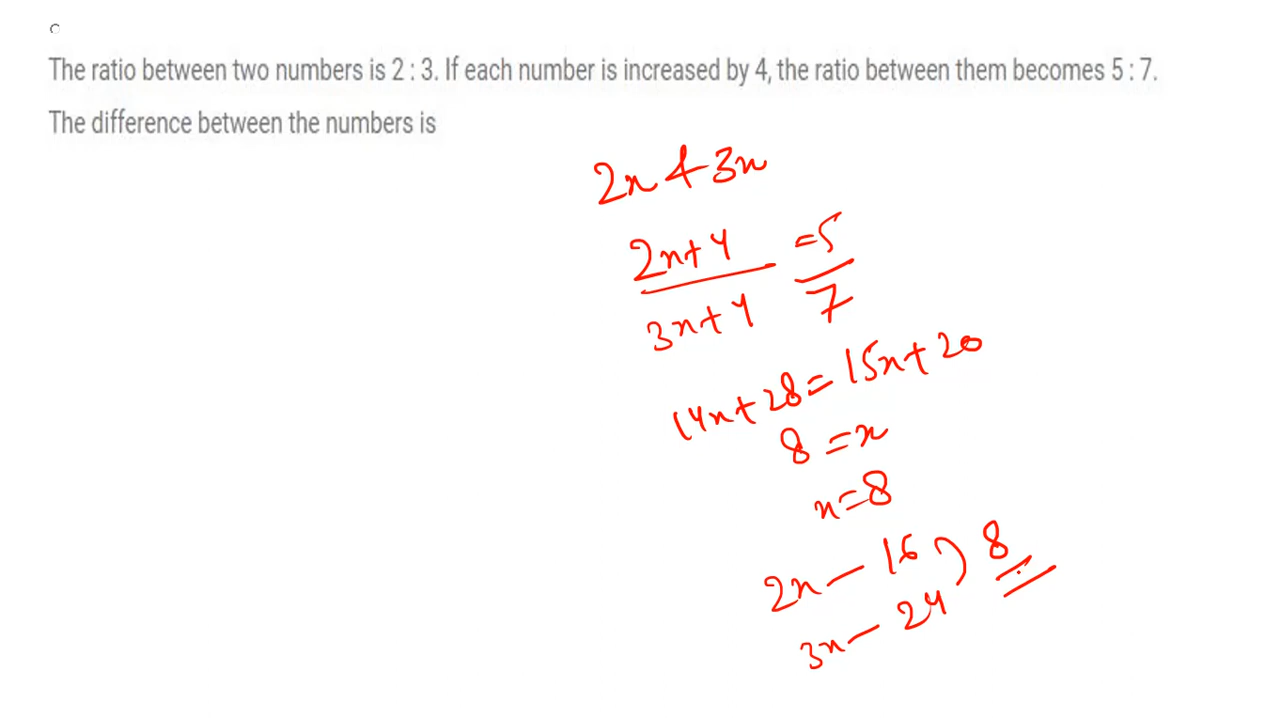 The ratio between two numbers is 2 : 3. If each number is increased by 4, the ratio between them becomes 5 : 7.
The difference between the numbers is
2x + 3x
2x+4 = 5
3x+4 7
14x+28 = 15x+20
8 = x
x=8
2x — 16 ) 8
3x — 24